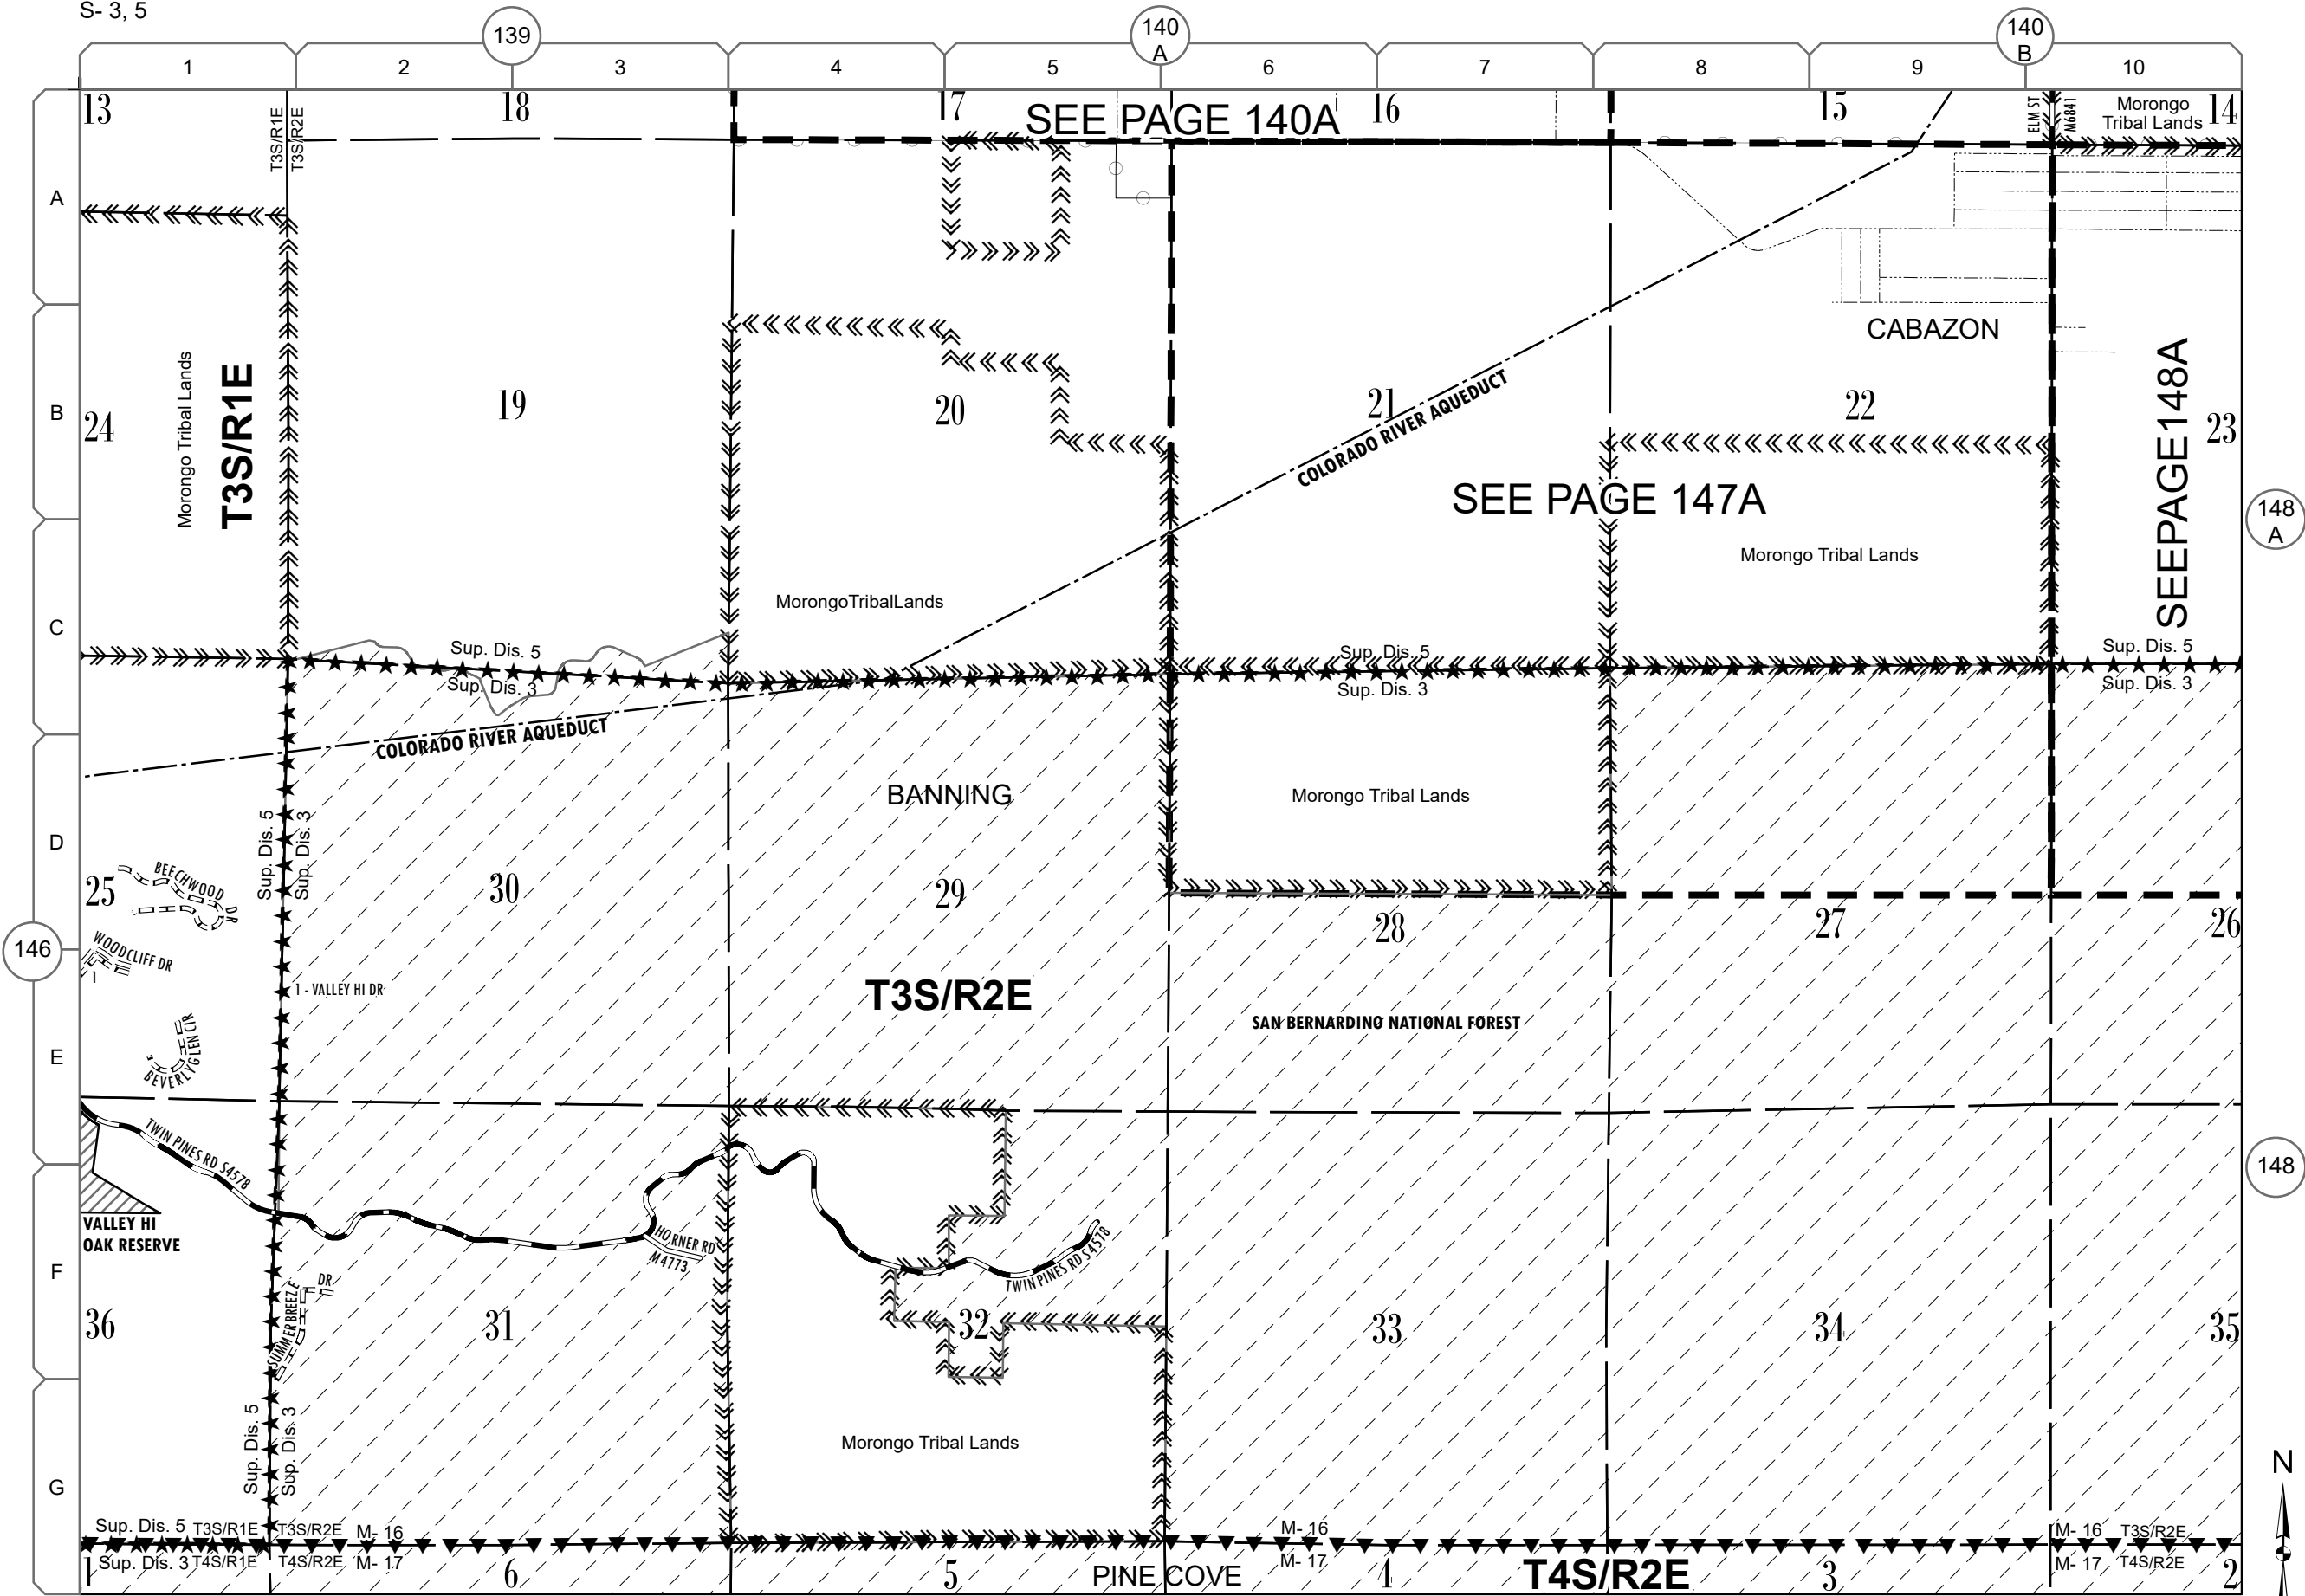 S- 3, 5
139
140
A
140
B
1
2
3
4
5
6
7
8
9
10
13
T3S/R1E
T3S/R2E
18
17
SEE PAGE 140A
16
15
ELM ST
M6841
Morongo
Tribal Lands
14
A
CABAZON
B
24
Morongo Tribal Lands
T3S/R1E
19
20
21
COLORADO RIVER AQUEDUCT
22
23
SEEPAGE148A
SEE PAGE 147A
148
A
Morongo Tribal Lands
C
MorongoTribalLands
Sup. Dis. 5
Sup. Dis. 3
Sup. Dis. 5
Sup. Dis. 3
Sup. Dis. 5
Sup. Dis. 3
COLORADO RIVER AQUEDUCT
BANNING
Morongo Tribal Lands
D
Sup. Dis. 5
Sup. Dis. 3
25
BEECHWOOD DR
30
29
28
27
26
146
WOODCLIFF DR
1
1 - VALLEY HI DR
T3S/R2E
SAN BERNARDINO NATIONAL FOREST
E
BEVERLY GLEN CIR
TWIN PINES RD S4578
148
VALLEY HI
OAK RESERVE
HORNER RD
M4773
TWIN PINES RD S4578
F
SUMMER BREEZE DR
36
31
32
33
34
35
Sup. Dis. 5
Sup. Dis. 3
Morongo Tribal Lands
G
N
Sup. Dis. 5 T3S/R1E T3S/R2E M- 16
Sup. Dis. 3 T4S/R1E T4S/R2E M- 17
M- 16
M- 17
M- 16 T3S/R2E
M- 17 T4S/R2E
1
6
5
PINE COVE
4
T4S/R2E
3
2